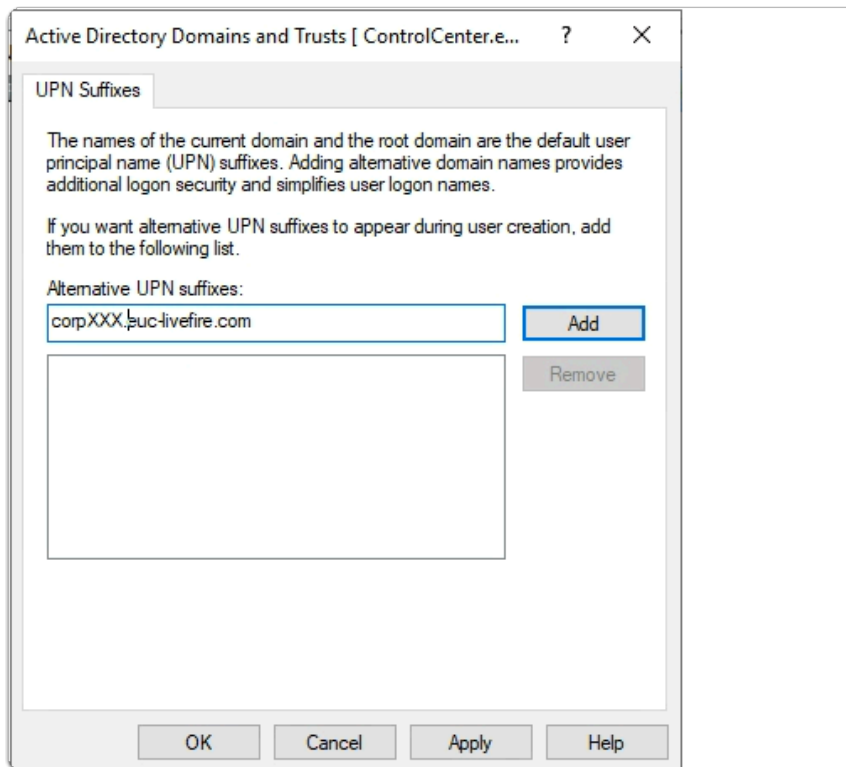 Active Directory Domains and Trusts [ ControlCenter.e...
?
UPN Suffixes
The names of the current domain and the root domain are the default user
principal name (UPN) suffixes. Adding alternative domain names provides
additional logon security and simplifies user logon names.
If you want alternative UPN suffixes to appear during user creation, add
them to the following list.
Alternative UPN suffixes:
corpXXX.euc-livefire.com
Add
Remove
OK Cancel Apply Help